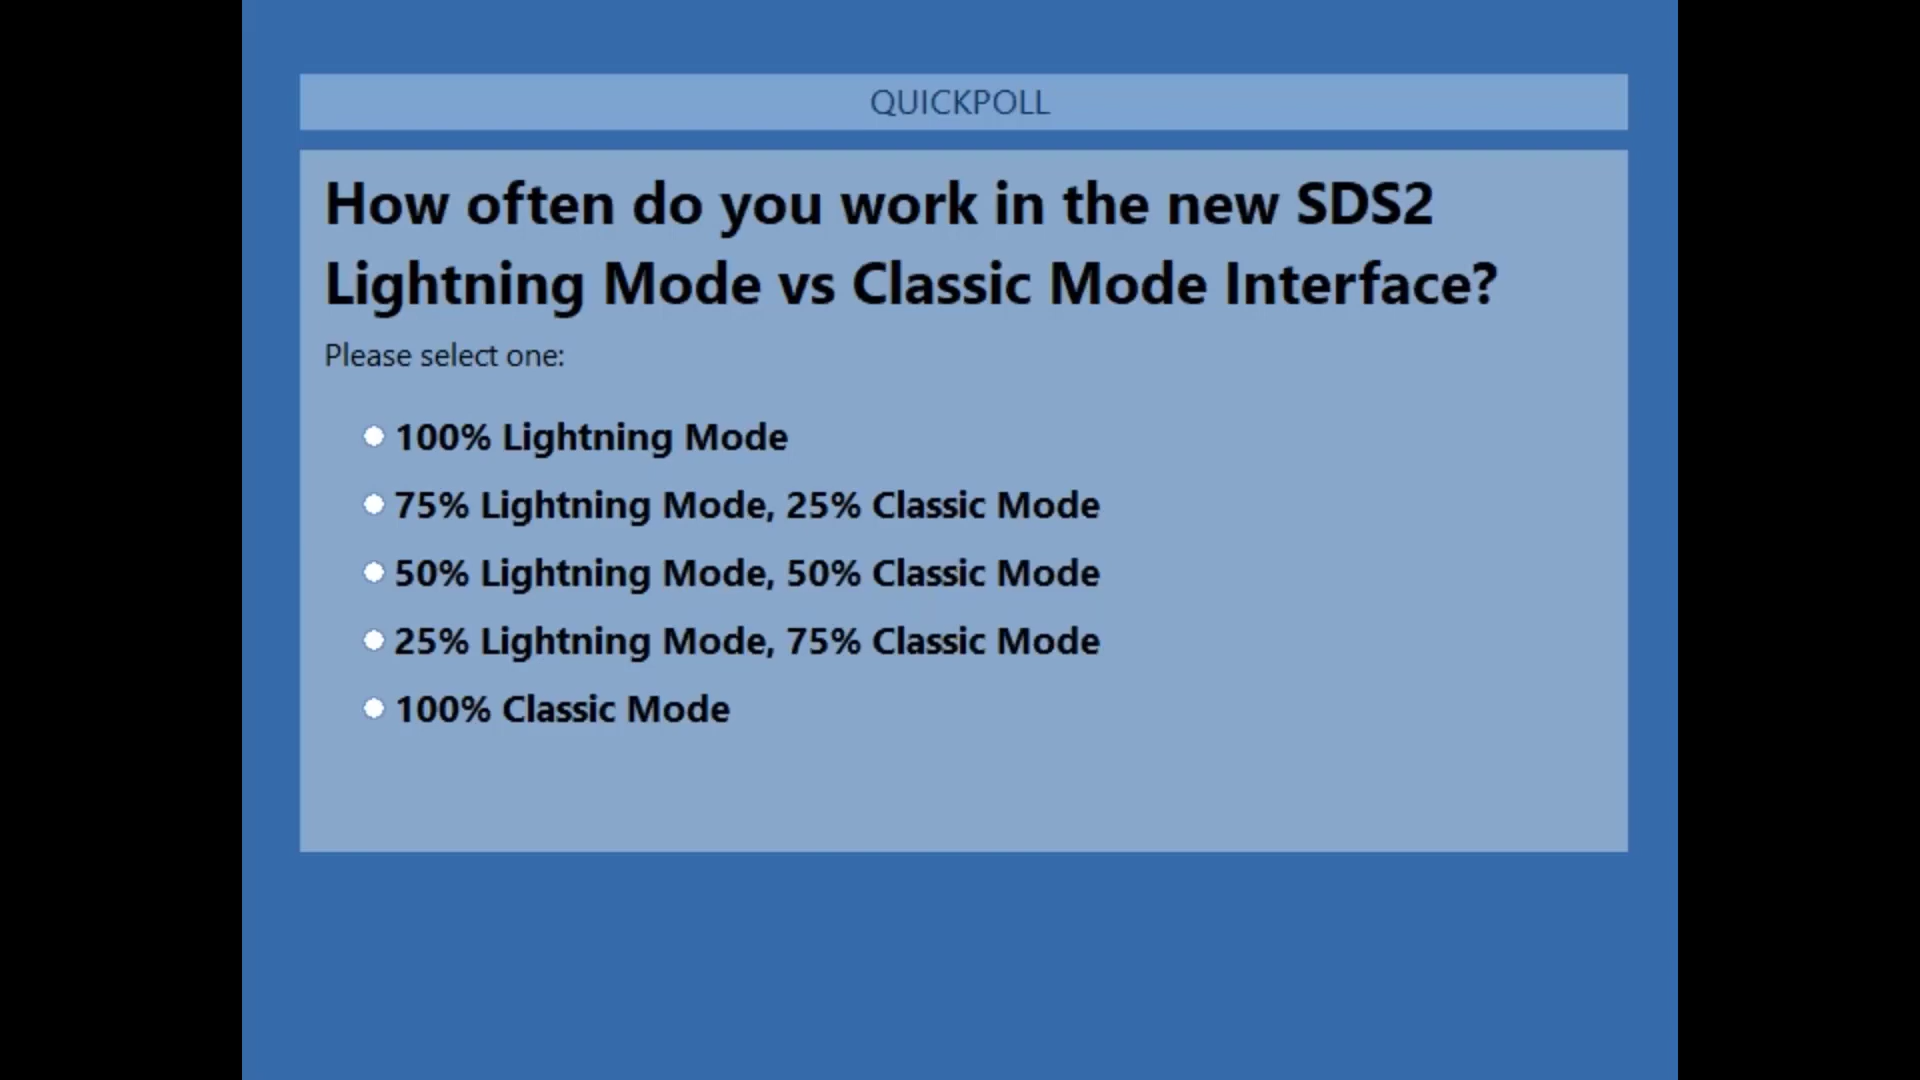 QUICKPOLL
How often do you work in the new SDS2
Lightning Mode vs Classic Mode Interface?
Please select one:
100% Lightning Mode
75% Lightning Mode, 25% Classic Mode
50% Lightning Mode, 50% Classic Mode
25% Lightning Mode, 75% Classic Mode
100% Classic Mode